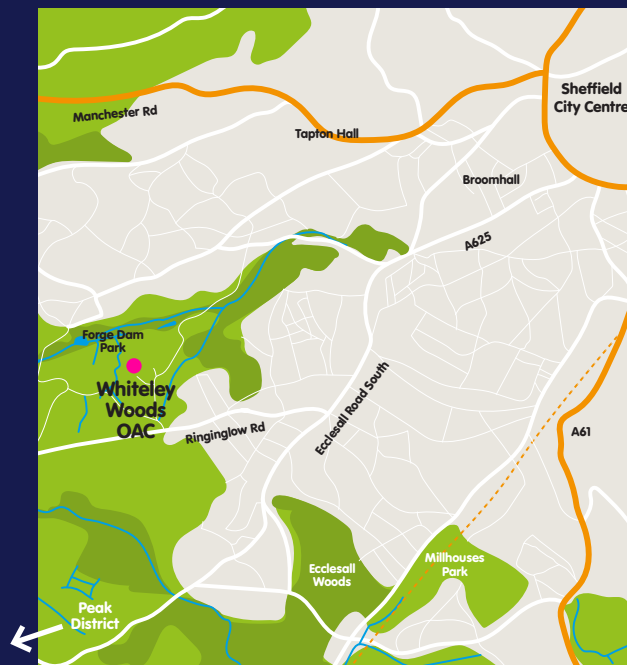 Sheffield
City Centre
Manchester Rd
Tapton Hall
Broomhall
A625
Forge Dam
Park
Whiteley
Woods
OAC
Ecclesall Road South
Ringinglow Rd
A61
Millhouses
Park
Ecclesall
Woods
Peak
District